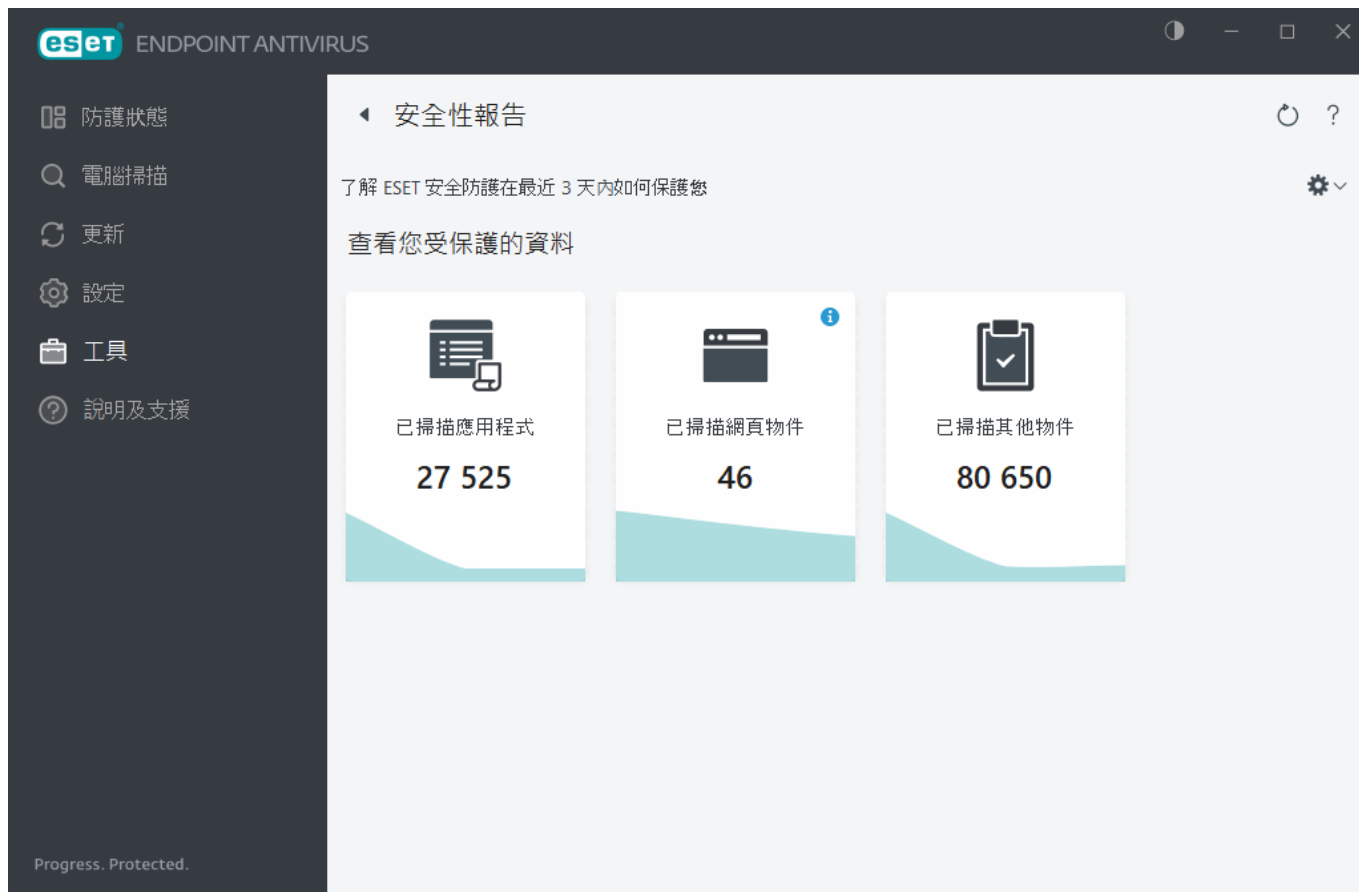 eset ENDPOINT ANTIVIRUS
防護狀態
電腦掃描
更新
設定
工具
說明及支援
Progress. Protected.
安全性報告
?
了解 ESET 安全防護在最近 3 天內如何保護您
查看您受保護的資料
已掃描應用程式
27 525
已掃描網頁物件
46
已掃描其他物件
80 650